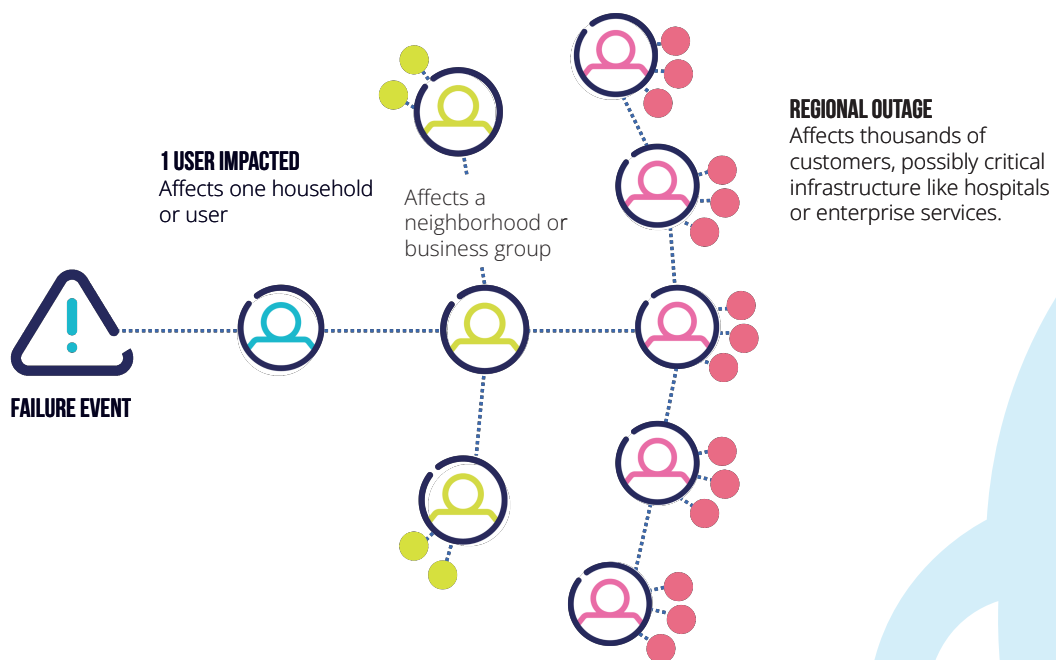 1 USER IMPACTED
Affects one household
or user
Affects a
neighborhood or
business group
REGIONAL OUTAGE
Affects thousands of
customers, possibly critical
infrastructure like hospitals
or enterprise services.
FAILURE EVENT